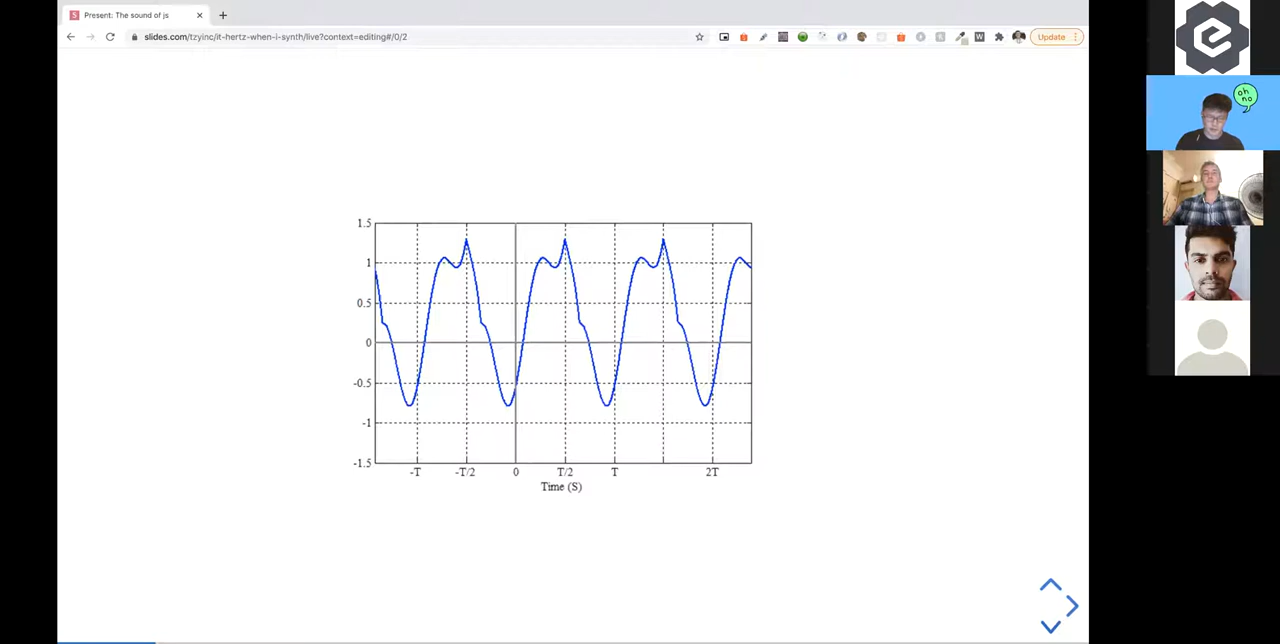 Present: The sound of js
slides.com/tzyinc/it-hertz-when-i-synth/live?context=editing#/0/2
Update
oh
no
1.5
1
0.5
0
-0.5
-1
-1.5
-T
-T/2
0
T/2
T
2T
Time (S)